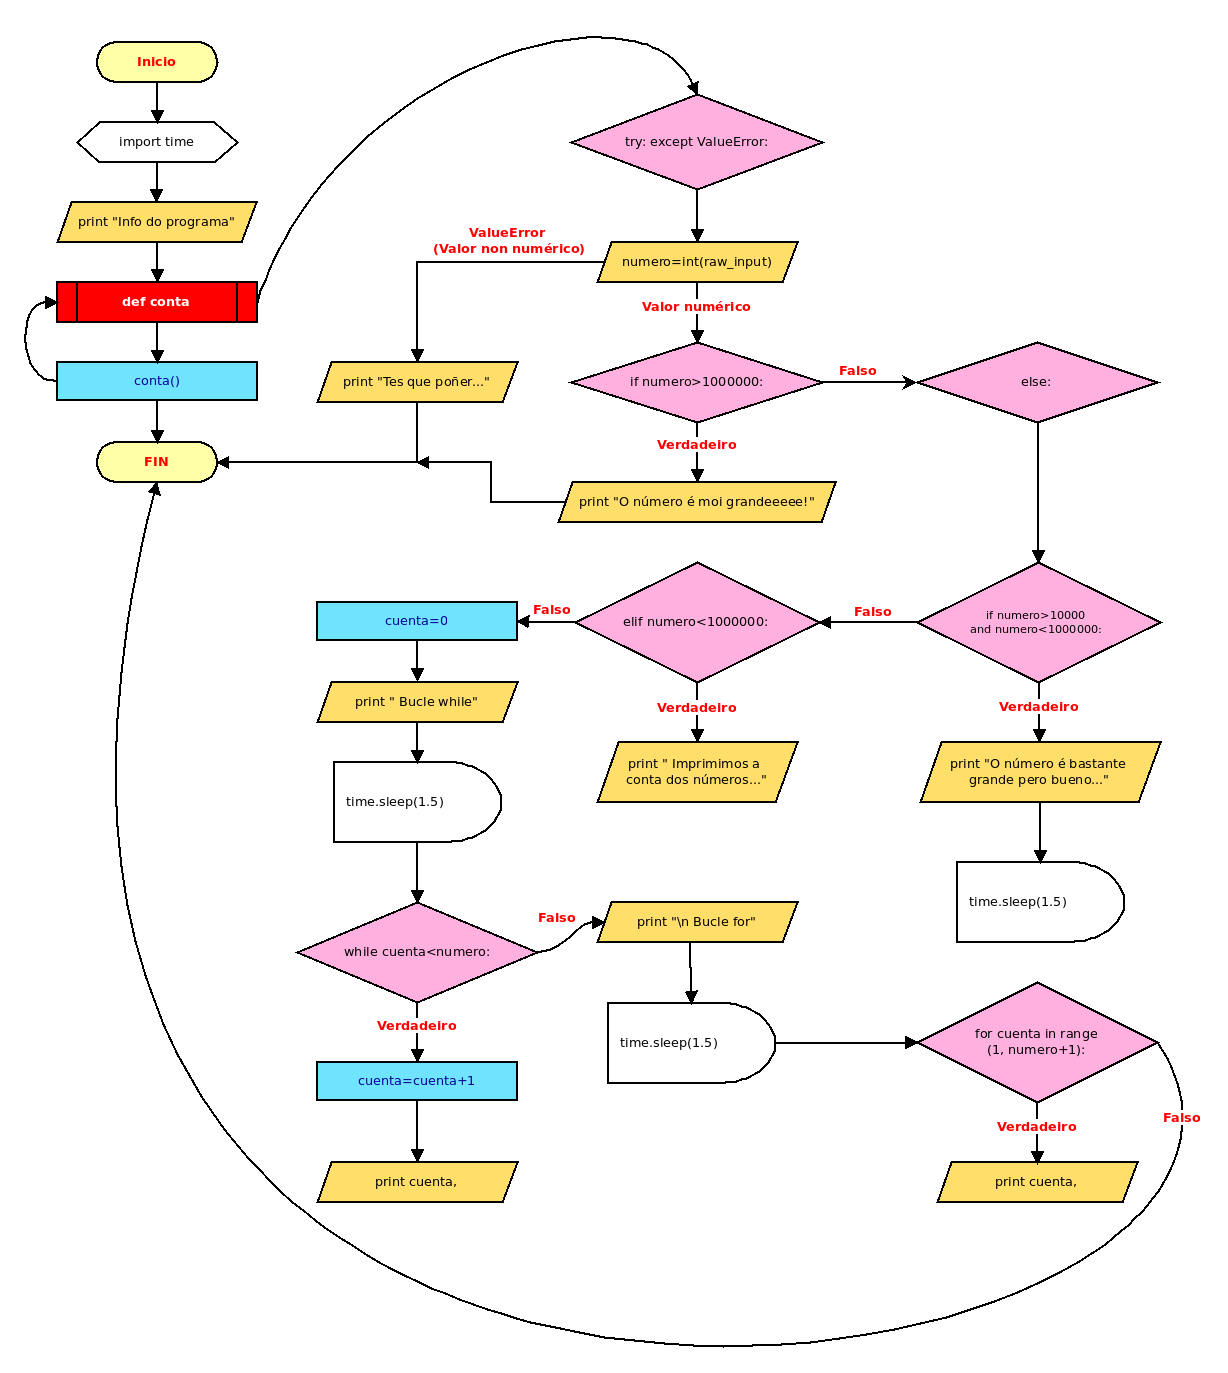 Inicio
import time
print "Info do programa"
def conta
conta()
FIN
try: except ValueError:
ValueError
(Valor non numérico)
numero=int(raw_input)
Valor numérico
print "Tes que poñer..."
if numero>1000000:
Falso
else:
Verdadeiro
print "O número é moi grandeeeee!"
cuenta=0
Falso
elif numero<1000000:
Falso
if numero>10000
and numero<1000000:
print " Bucle while"
Verdadeiro
Verdadeiro
print " Imprimimos a
conta dos números..."
print "O número é bastante
grande pero bueno..."
time.sleep(1.5)
time.sleep(1.5)
while cuenta<numero:
Falso
print "\n Bucle for"
Verdadeiro
time.sleep(1.5)
for cuenta in range
(1, numero+1):
cuenta=cuenta+1
Verdadeiro
Falso
print cuenta,
print cuenta,